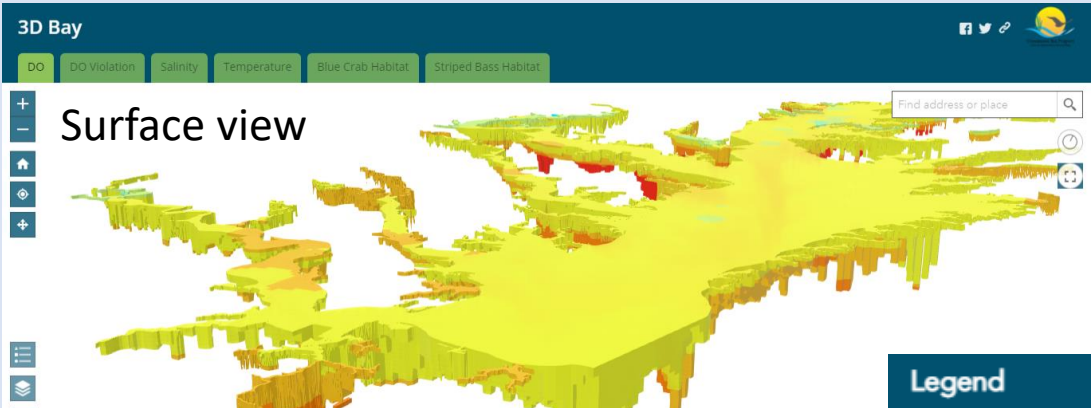 3D Bay
DO
DO Violation
Salinity
Temperature
Blue Crab Habitat
Striped Bass Habitat
Surface view
Find address or place
Legend